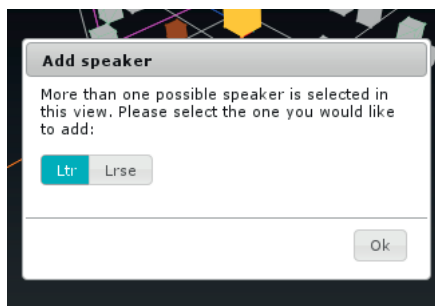 Add speaker
More than one possible speaker is selected in
this view. Please select the one you would like
to add:
Ltr Lrse
Ok